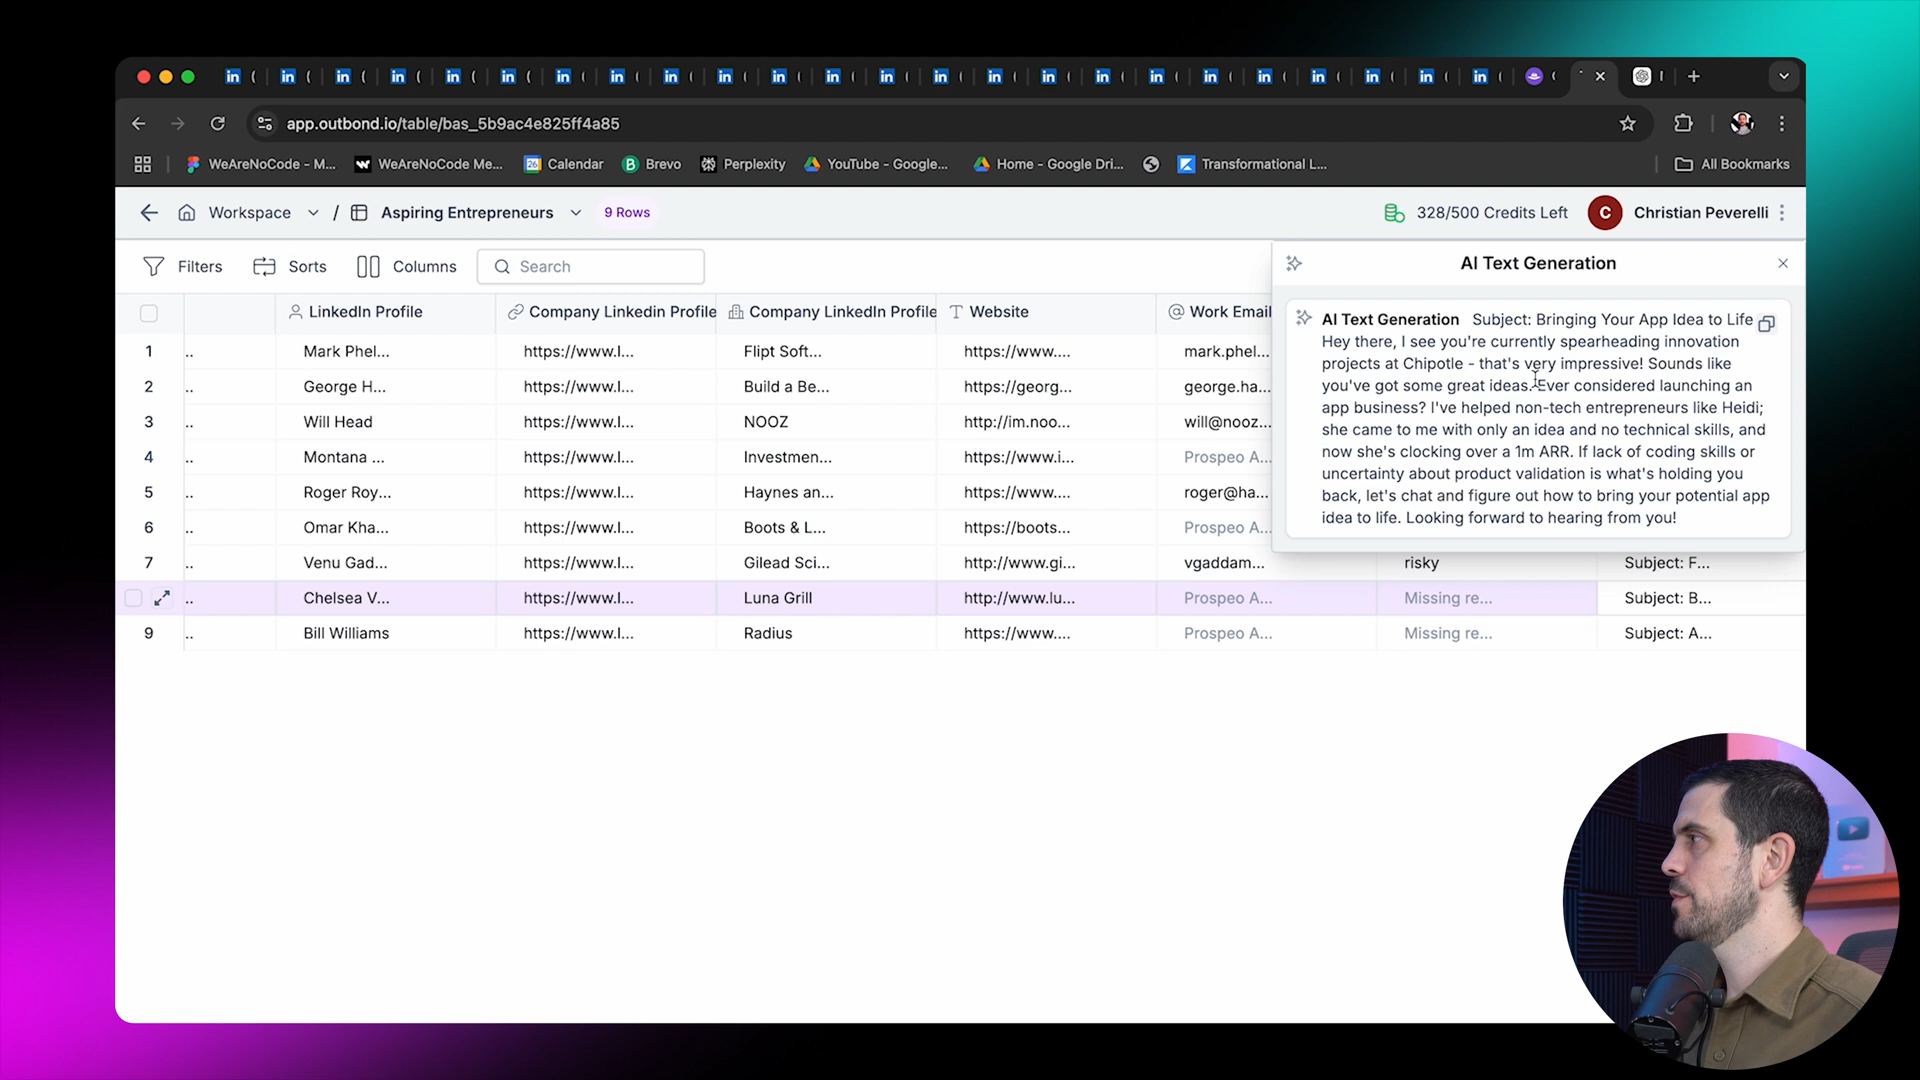 app.outbond.io/table/bas_5b9ac4e825ff4a85
WeAreNoCode - M...
WeAreNoCode Me...
Calendar
Brevo
Perplexity
YouTube - Google...
Home - Google Dri...
Transformational L...
All Bookmarks
Workspace / Aspiring Entrepreneurs 9 Rows
328/500 Credits Left
C
Christian Peverelli
Filters
Sorts
Columns
Search
LinkedIn Profile
Company Linkedin Profile
Company LinkedIn Profile
Website
Work Email
1 .. Mark Phel... https://www.l... Flipt Soft... https://www.... mark.phel...
2 .. George H... https://www.l... Build a Be... https://georg... george.ha...
3 .. Will Head https://www.l... NOOZ http://im.noo... will@nooz...
4 .. Montana ... https://www.l... Investmen... https://www.i... Prospeo A...
5 .. Roger Roy... https://www.l... Haynes an... https://www.... roger@ha...
6 .. Omar Kha... https://www.l... Boots & L... https://boots... Prospeo A...
7 .. Venu Gad... https://www.l... Gilead Sci... http://www.gi... vgaddam... risky Subject: F...
.. Chelsea V... https://www.l... Luna Grill http://www.lu... Prospeo A... Missing re... Subject: B...
9 .. Bill Williams https://www.l... Radius https://www.... Prospeo A... Missing re... Subject: A...
AI Text Generation
AI Text Generation Subject: Bringing Your App Idea to Life
Hey there, I see you're currently spearheading innovation
projects at Chipotle - that's very impressive! Sounds like
you've got some great ideas. Ever considered launching an
app business? I've helped non-tech entrepreneurs like Heidi;
she came to me with only an idea and no technical skills, and
now she's clocking over a 1m ARR. If lack of coding skills or
uncertainty about product validation is what's holding you
back, let's chat and figure out how to bring your potential app
idea to life. Looking forward to hearing from you!